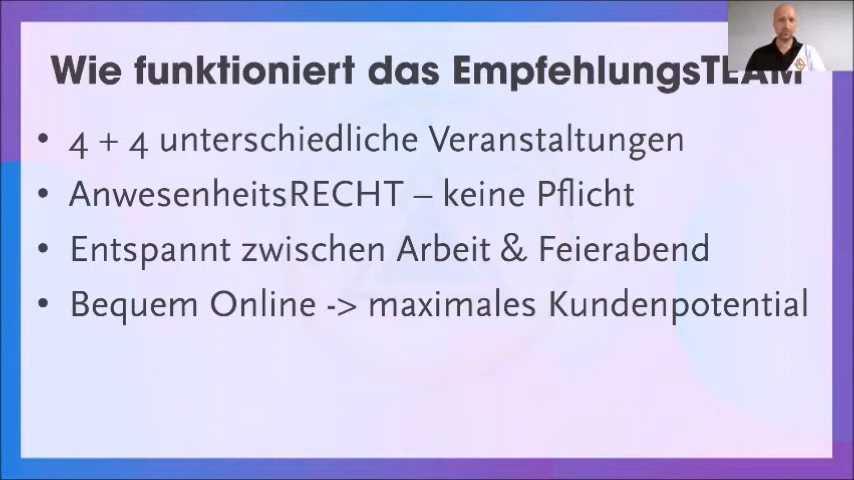 Wie funktioniert das EmpfehlungsTEAM
• 4 + 4 unterschiedliche Veranstaltungen
• AnwesenheitsRECHT – keine Pflicht
• Entspannt zwischen Arbeit & Feierabend
• Bequem Online -> maximales Kundenpotential